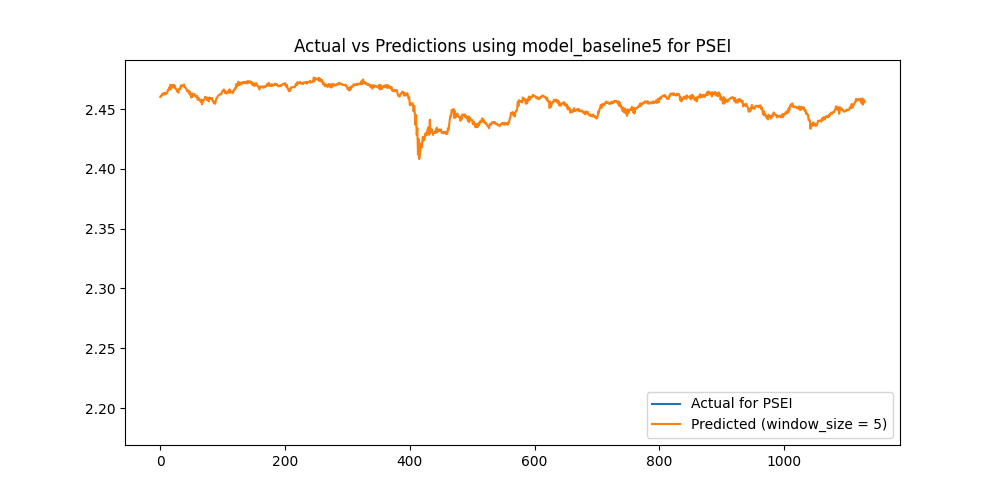 Actual vs Predictions using model_baseline5 for PSEI
2.45
2.40
2.35
2.30
2.25
2.20
Actual for PSEI
Predicted (window_size = 5)
0 200 400 600 800 1000